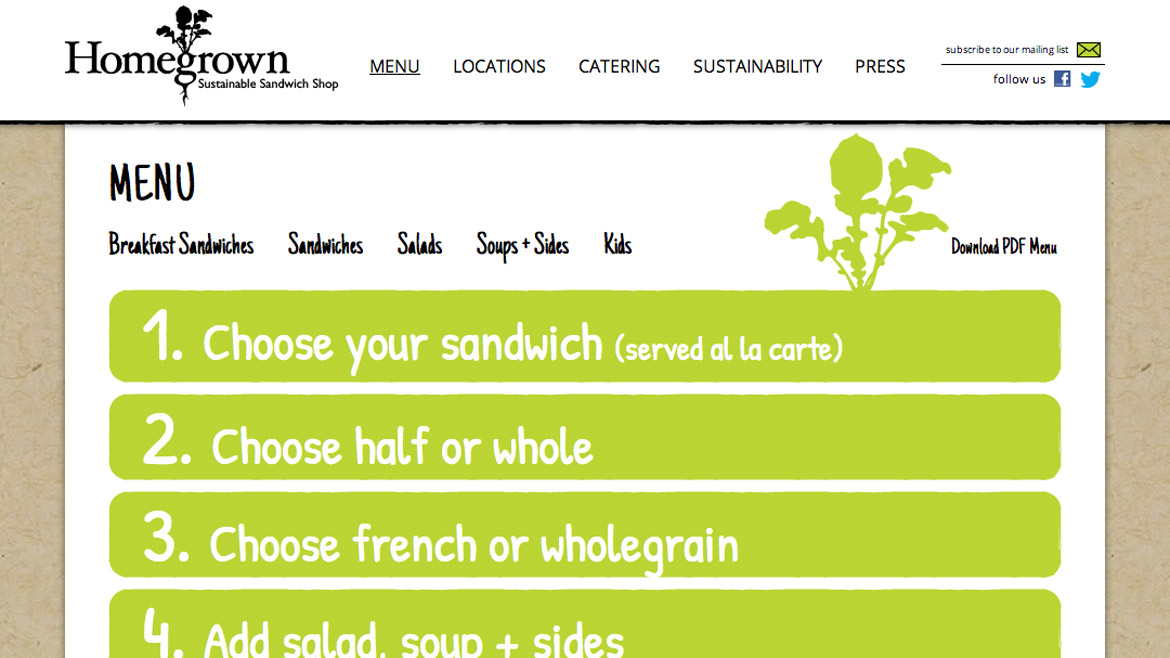 Homegrown
Sustainable Sandwich Shop
MENU LOCATIONS CATERING SUSTAINABILITY PRESS
subscribe to our mailing list
follow us
MENU
Breakfast Sandwiches Sandwiches Salads Soups + Sides Kids
Download PDF Menu
1. Choose your sandwich (served al la carte)
2. Choose half or whole
3. Choose french or wholegrain
4. Add salad, soup + sides